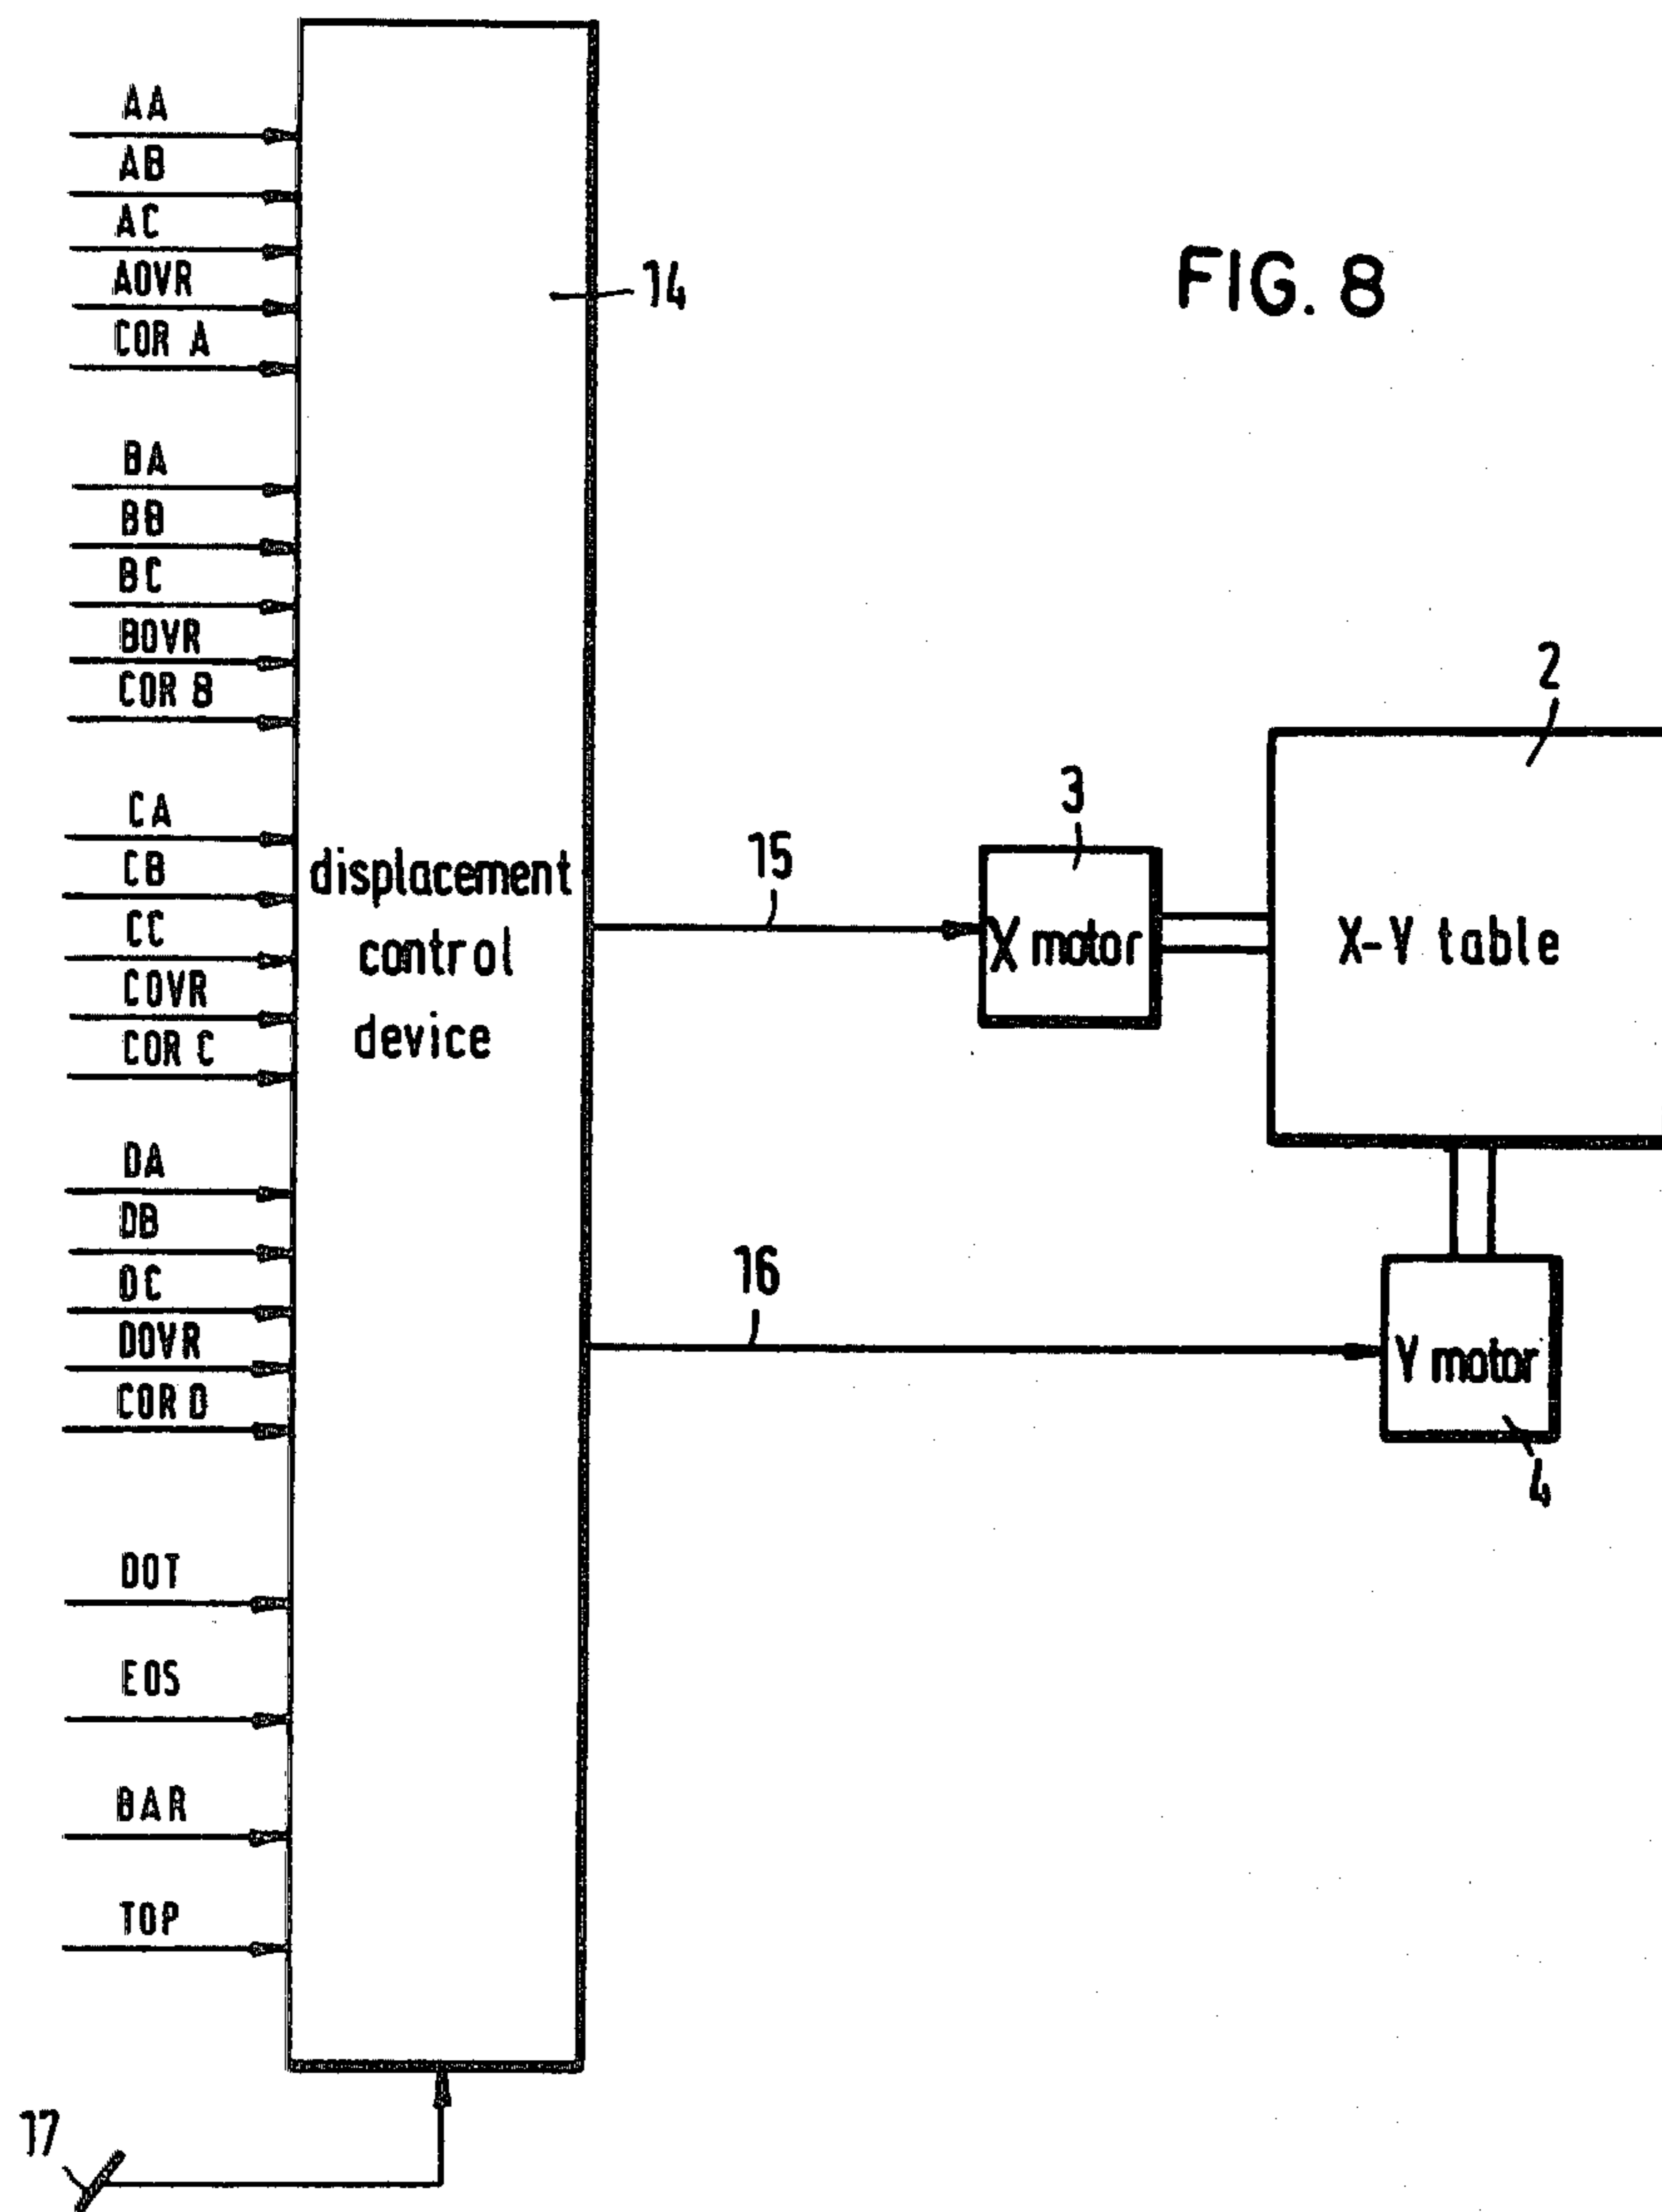 FIG. 8
AA
AB
AC
AOVR
COR A
BA
BB
BC
BOVR
COR B
CA
CB
CC
COVR
COR C
DA
DB
DC
DOVR
COR D
DOT
EOS
BAR
TOP
14
displacement
control
device
15
16
3
X motor
2
X-Y table
Y motor
4
17